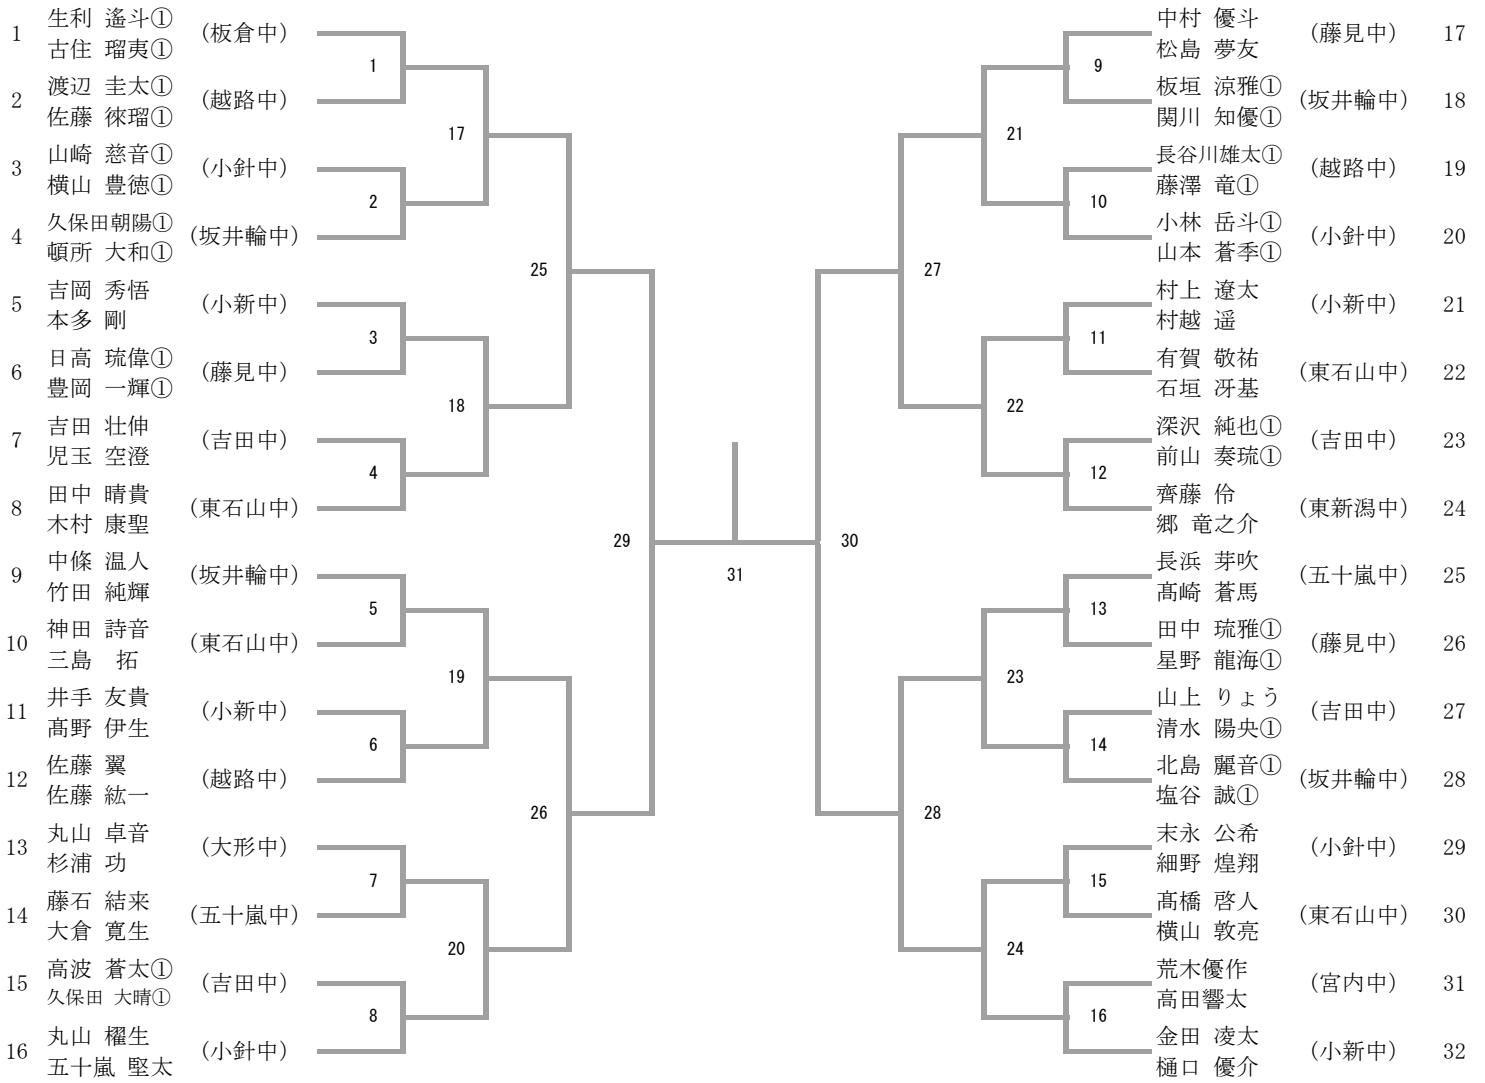 1 生利 遙斗① (板倉中)
古住 瑠夷①
2 渡辺 圭太① (越路中)
佐藤 徠瑠①
3 山崎 慈音① (小針中)
横山 豊徳①
4 久保田朝陽① (坂井輪中)
頓所 大和①
5 吉岡 秀悟 (小新中)
本多 剛
6 日高 琉偉① (藤見中)
豊岡 一輝①
7 吉田 壮伸 (吉田中)
児玉 空澄
8 田中 晴貴 (東石山中)
木村 康聖
9 中條 温人 (坂井輪中)
竹田 純輝
10 神田 詩音 (東石山中)
三島 拓
11 井手 友貴 (小新中)
髙野 伊生
12 佐藤 翼 (越路中)
佐藤 紘一
13 丸山 卓音 (大形中)
杉浦 功
14 藤石 結来 (五十嵐中)
大倉 寛生
15 高波 蒼太① (吉田中)
久保田 大晴①
16 丸山 櫂生 (小針中)
五十嵐 堅太
1
2
3
4
5
6
7
8
17
18
19
20
25
26
29
31
30
27
28
21
22
23
24
9
10
11
12
13
14
15
16
中村 優斗 (藤見中) 17
松島 夢友
板垣 涼雅① (坂井輪中) 18
関川 知優①
長谷川雄太① (越路中) 19
藤澤 竜①
小林 岳斗① (小針中) 20
山本 蒼季①
村上 遼太 (小新中) 21
村越 遥
有賀 敬祐 (東石山中) 22
石垣 冴基
深沢 純也① (吉田中) 23
前山 奏琉①
齊藤 伶 (東新潟中) 24
郷 竜之介
長浜 芽吹 (五十嵐中) 25
髙崎 蒼馬
田中 琉雅① (藤見中) 26
星野 龍海①
山上 りょう (吉田中) 27
清水 陽央①
北島 麗音① (坂井輪中) 28
塩谷 誠①
末永 公希 (小針中) 29
細野 煌翔
髙橋 啓人 (東石山中) 30
横山 敦亮
荒木優作 (宮内中) 31
高田響太
金田 凌太 (小新中) 32
樋口 優介